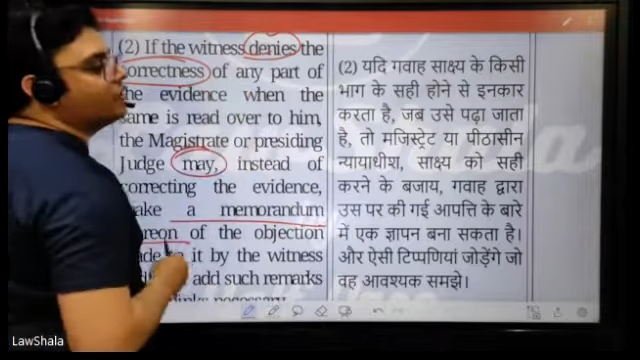 (2) If the witness denies the
correctness of any part of
the evidence when the
same is read over to him,
the Magistrate or presiding
Judge may, instead of
correcting the evidence,
make a memorandum
of the objection
it by the witness
add such remarks
necessary
(2) यदि गवाह साक्ष्य के किसी
भाग के सही होने से इनकार
करता है, जब उसे पढ़ा जाता
है, तो मजिस्ट्रेट या पीठासीन
न्यायाधीश, साक्ष्य को सही
करने के बजाय, गवाह द्वारा
उस पर की गई आपत्ति के बारे
में एक ज्ञापन बना सकता है।
और ऐसी टिप्पणियां जोड़ेंगे जो
वह आवश्यक समझे।
LawShala